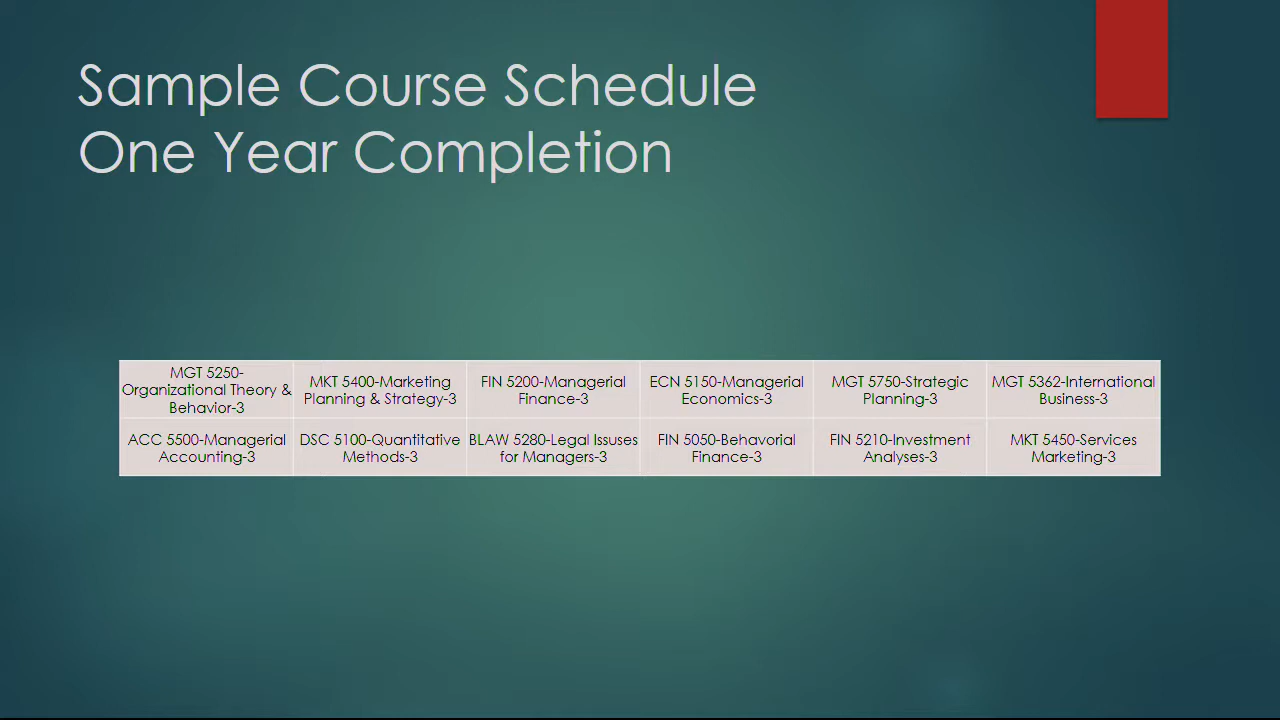 Sample Course Schedule
One Year Completion
MGT 5250-
Organizational Theory &
Behavior-3
MKT 5400-Marketing
Planning & Strategy-3
FIN 5200-Managerial
Finance-3
ECN 5150-Managerial
Economics-3
MGT 5750-Strategic
Planning-3
MGT 5362-International
Business-3
ACC 5500-Managerial
Accounting-3
DSC 5100-Quantitative
Methods-3
BLAW 5280-Legal Issuses
for Managers-3
FIN 5050-Behavorial
Finance-3
FIN 5210-Investment
Analyses-3
MKT 5450-Services
Marketing-3